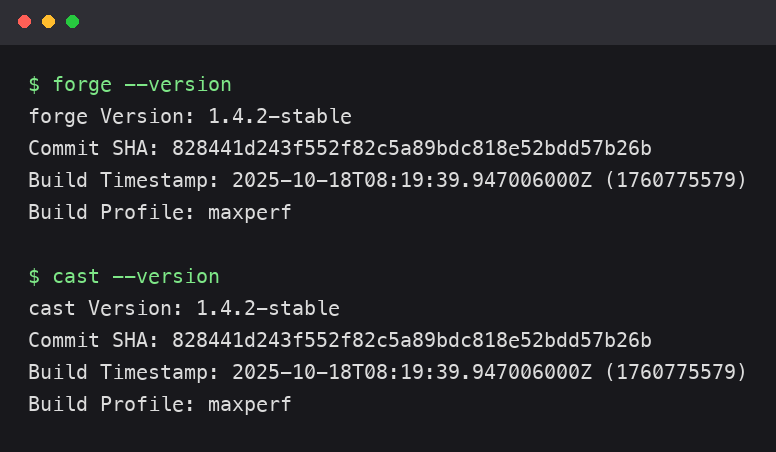 $ forge --version
forge Version: 1.4.2-stable
Commit SHA: 828441d243f552f82c5a89bdc818e52bdd57b26b
Build Timestamp: 2025-10-18T08:19:39.947006000Z (1760775579)
Build Profile: maxperf
$ cast --version
cast Version: 1.4.2-stable
Commit SHA: 828441d243f552f82c5a89bdc818e52bdd57b26b
Build Timestamp: 2025-10-18T08:19:39.947006000Z (1760775579)
Build Profile: maxperf